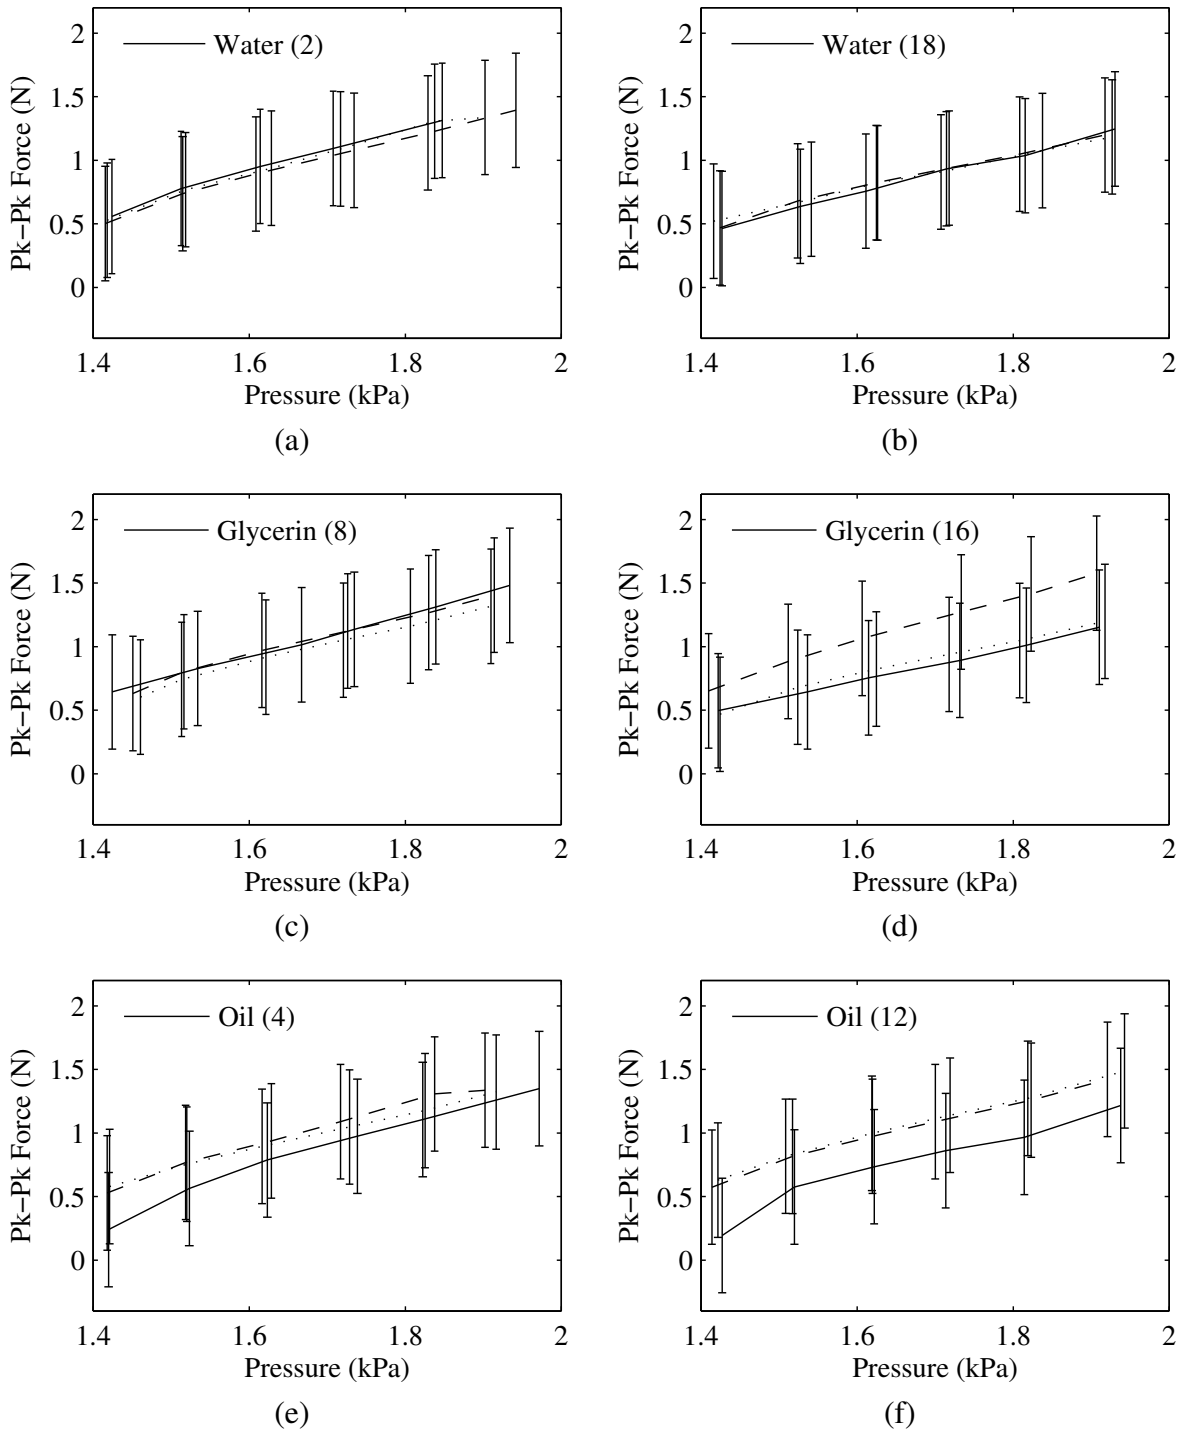 2
1.5
1
0.5
0
Pk−Pk Force (N)
Water (2)
1.4
1.6
1.8
2
Pressure (kPa)
(a)
2
1.5
1
0.5
0
Pk−Pk Force (N)
Water (18)
1.4
1.6
1.8
2
Pressure (kPa)
(b)
2
1.5
1
0.5
0
Pk−Pk Force (N)
Glycerin (8)
1.4
1.6
1.8
2
Pressure (kPa)
(c)
2
1.5
1
0.5
0
Pk−Pk Force (N)
Glycerin (16)
1.4
1.6
1.8
2
Pressure (kPa)
(d)
2
1.5
1
0.5
0
Pk−Pk Force (N)
Oil (4)
1.4
1.6
1.8
2
Pressure (kPa)
(e)
2
1.5
1
0.5
0
Pk−Pk Force (N)
Oil (12)
1.4
1.6
1.8
2
Pressure (kPa)
(f)